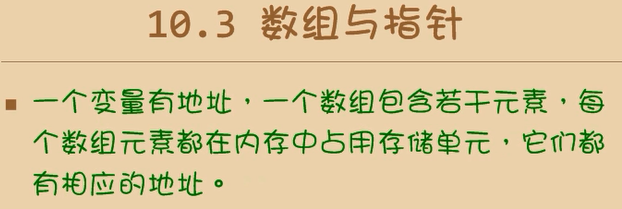 10.3 数组与指针
▪ 一个变量有地址，一个数组包含若干元素，每
个数组元素都在内存中占用存储单元，它们都
有相应的地址。